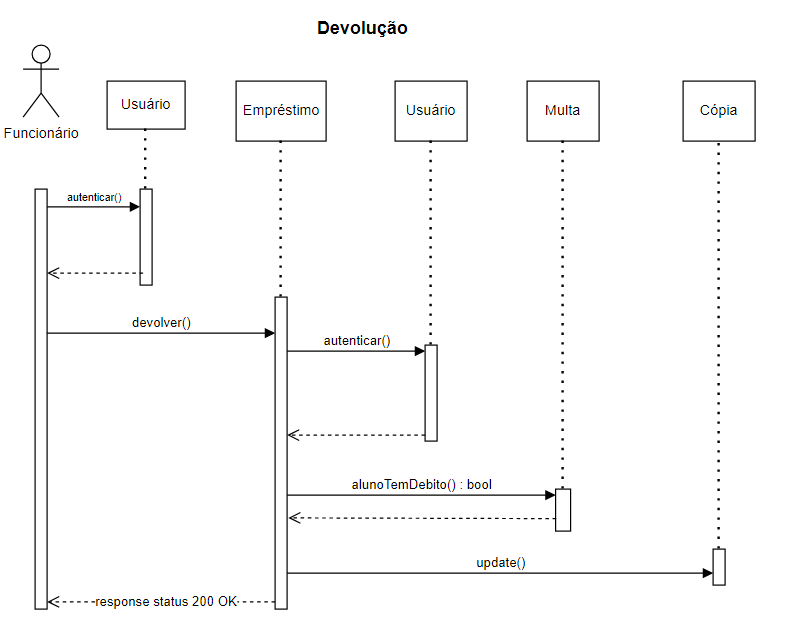 Devolução
Funcionário
Usuário
Empréstimo
Usuário
Multa
Cópia
autenticar()
devolver()
autenticar()
alunoTemDebito() : bool
update()
response status 200 OK